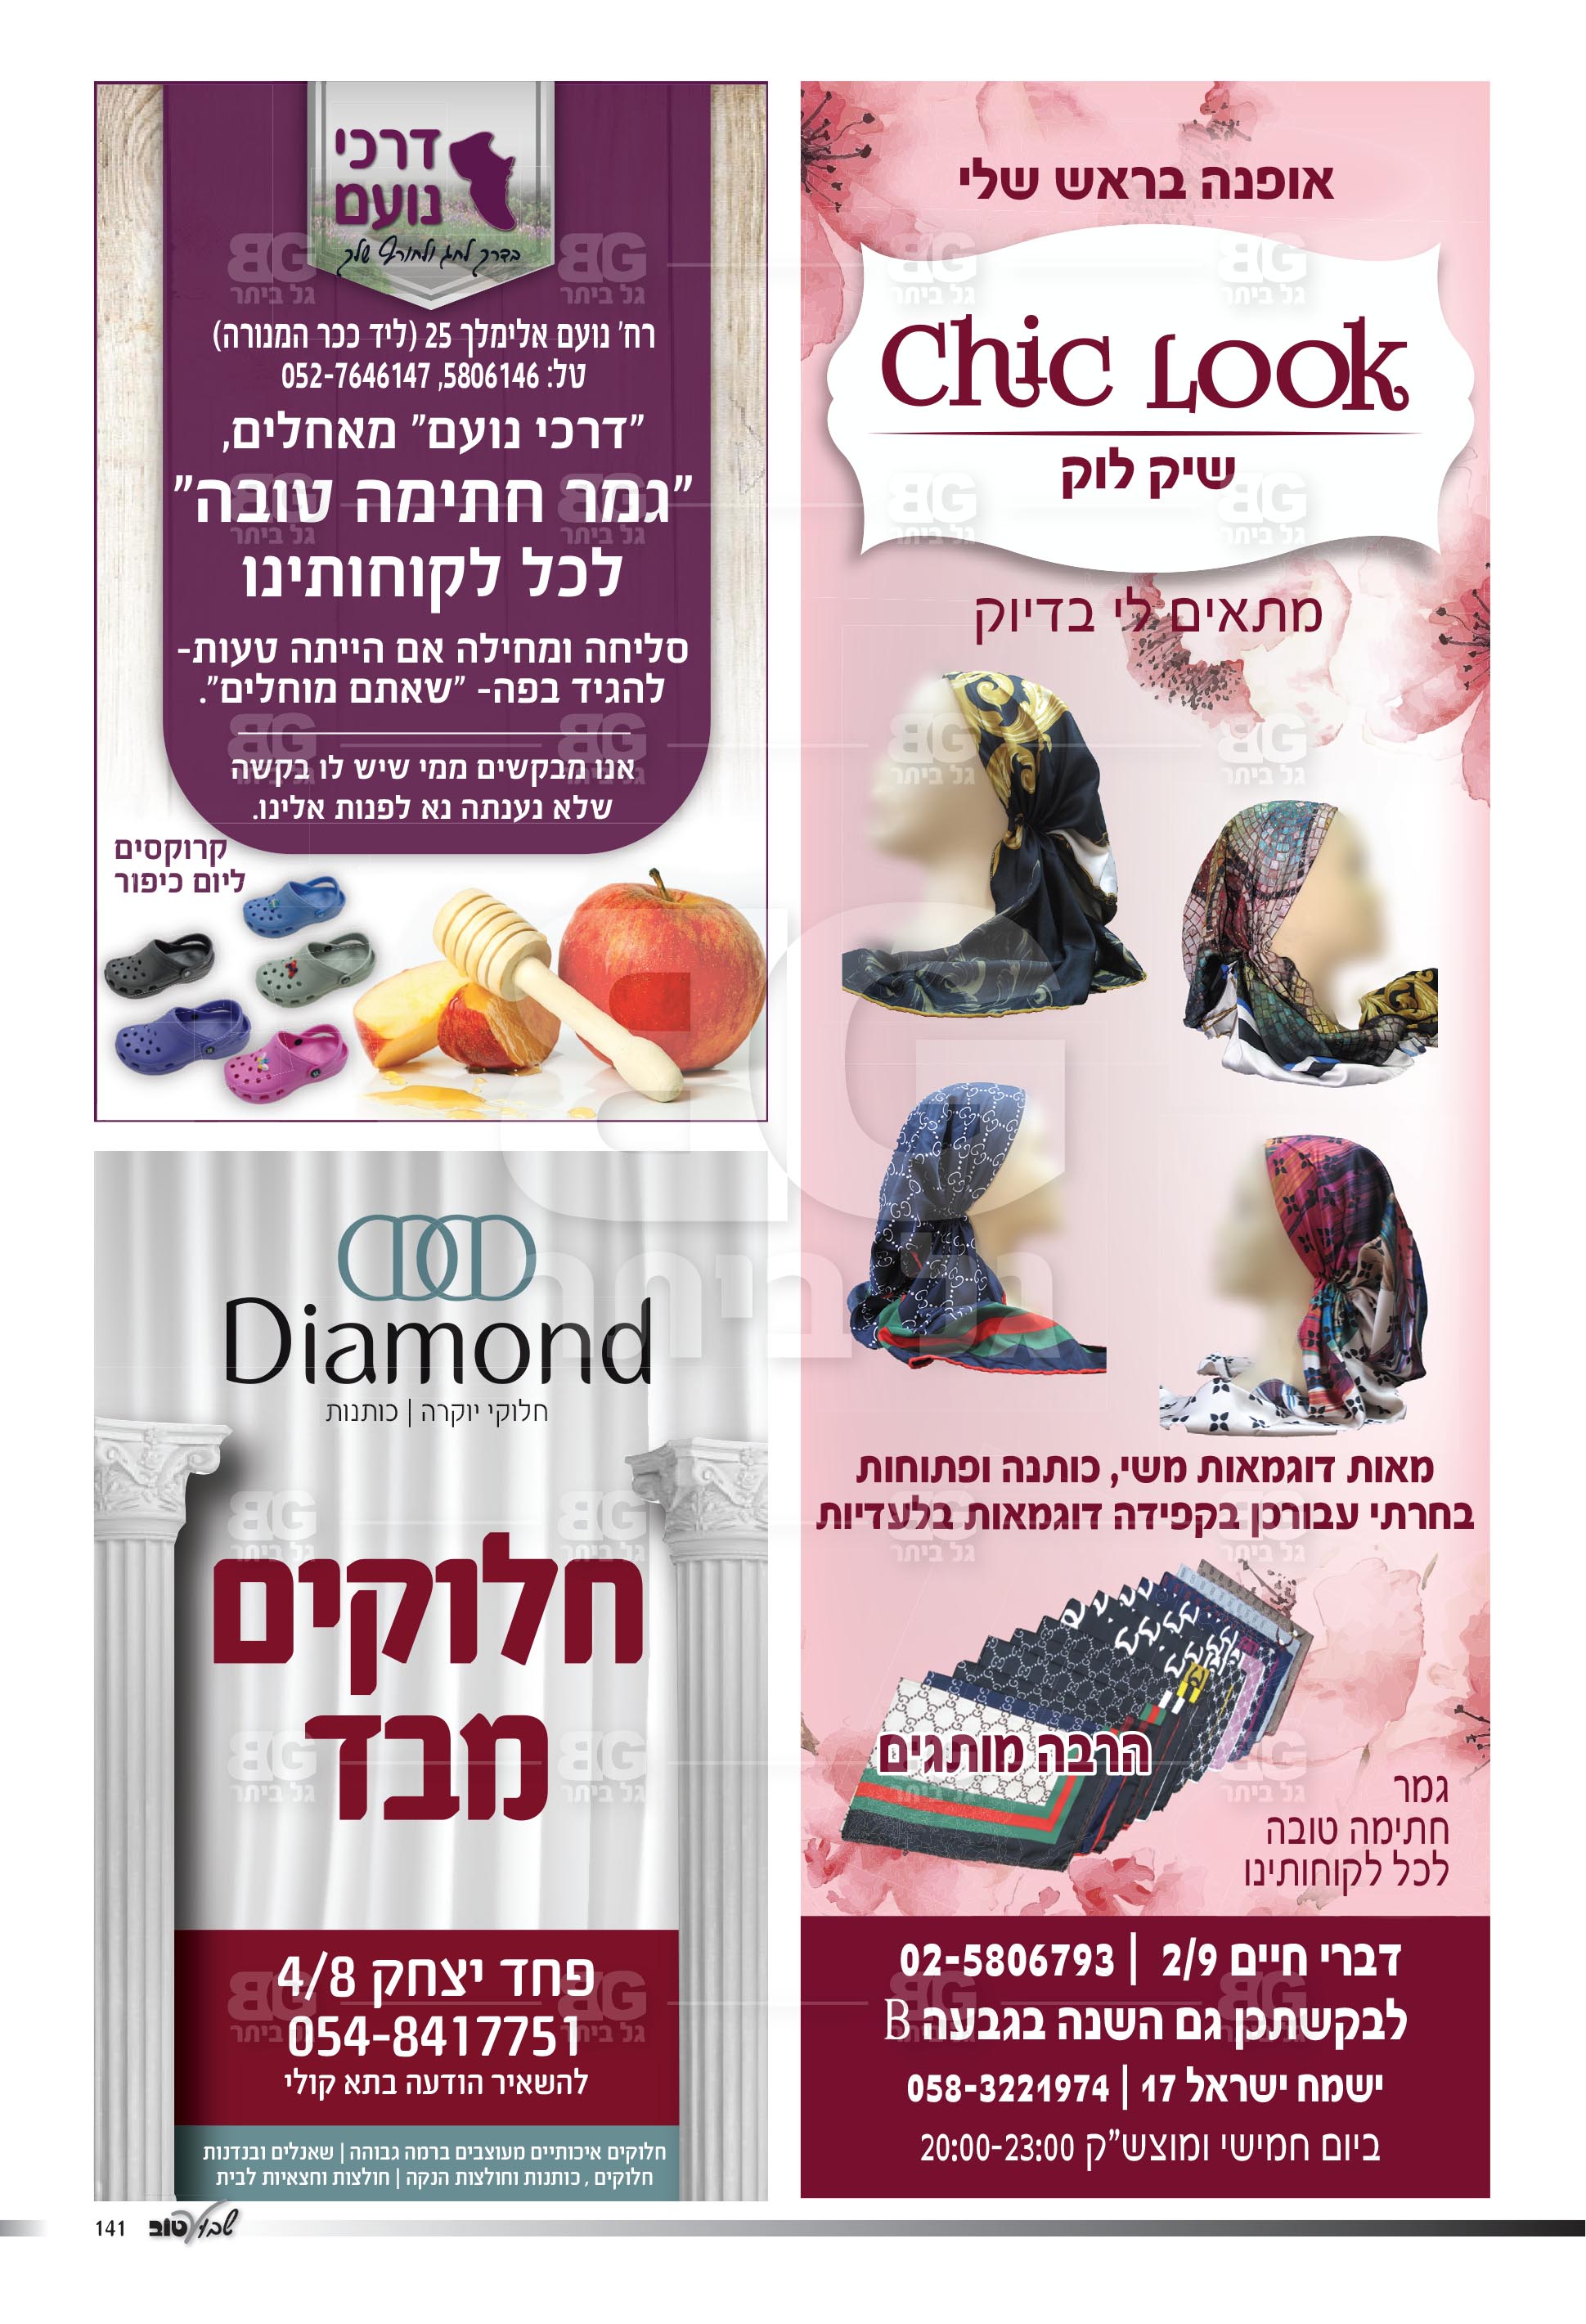 אופנה בראש שלי
Chic Look
שיק לוק
מתאים לי בדיוק
מאות דוגמאות משי, כותנה ופתוחות
בחרתי עבורכן בקפידה דוגמאות בלעדיות
הרבה מותגים
גמר
חתימה טובה
לכל לקוחותינו
דברי חיים 2/9 | 02-5806793
לבקשתכן גם השנה בגבעה B
ישמח ישראל 17 | 058-3221974
ביום חמישי ומוצש"ק 20:00-23:00
דרכי
נועם
בדרך לחג ולחורף שלך
רח' נועם אלימלך 25 (ליד ככר המנורה)
טל: 5806146, 052-7646147
"דרכי נועם" מאחלים,
"גמר חתימה טובה"
לכל לקוחותינו
סליחה ומחילה אם הייתה טעות-
להגיד בפה- "שאתם מוחלים".
אנו מבקשים ממי שיש לו בקשה
שלא נענתה נא לפנות אלינו.
קרוקסים
ליום כיפור
Diamond
חלוקי יוקרה | כותנות
חלוקים
מבד
פחד יצחק 4/8
054-8417751
להשאיר הודעה בתא קולי
חלוקים איכותיים מעוצבים ברמה גבוהה | שאנלים ובנדנות
חלוקים , כותנות וחולצות הנקה | חולצות וחצאיות לבית
שבוע טוב 141
BG
גל ביתר